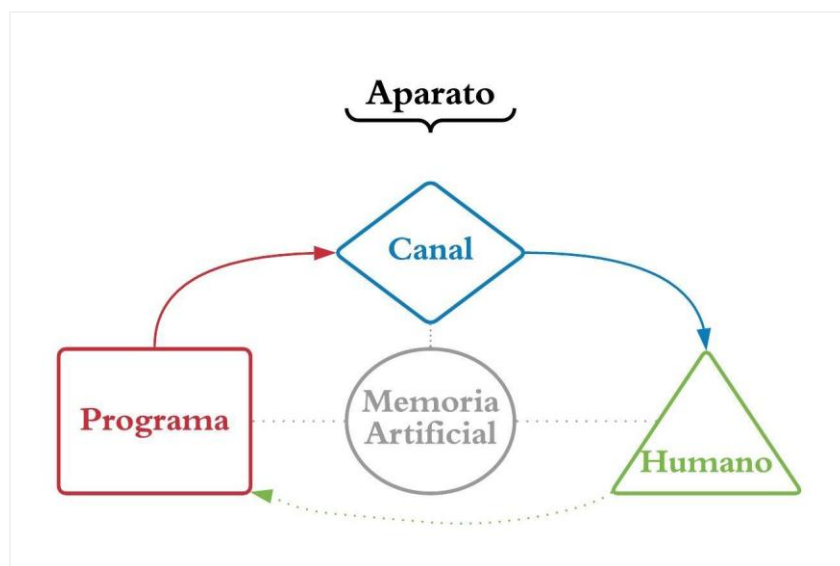 Aparato
Canal
Programa
Memoria
Artificial
Humano